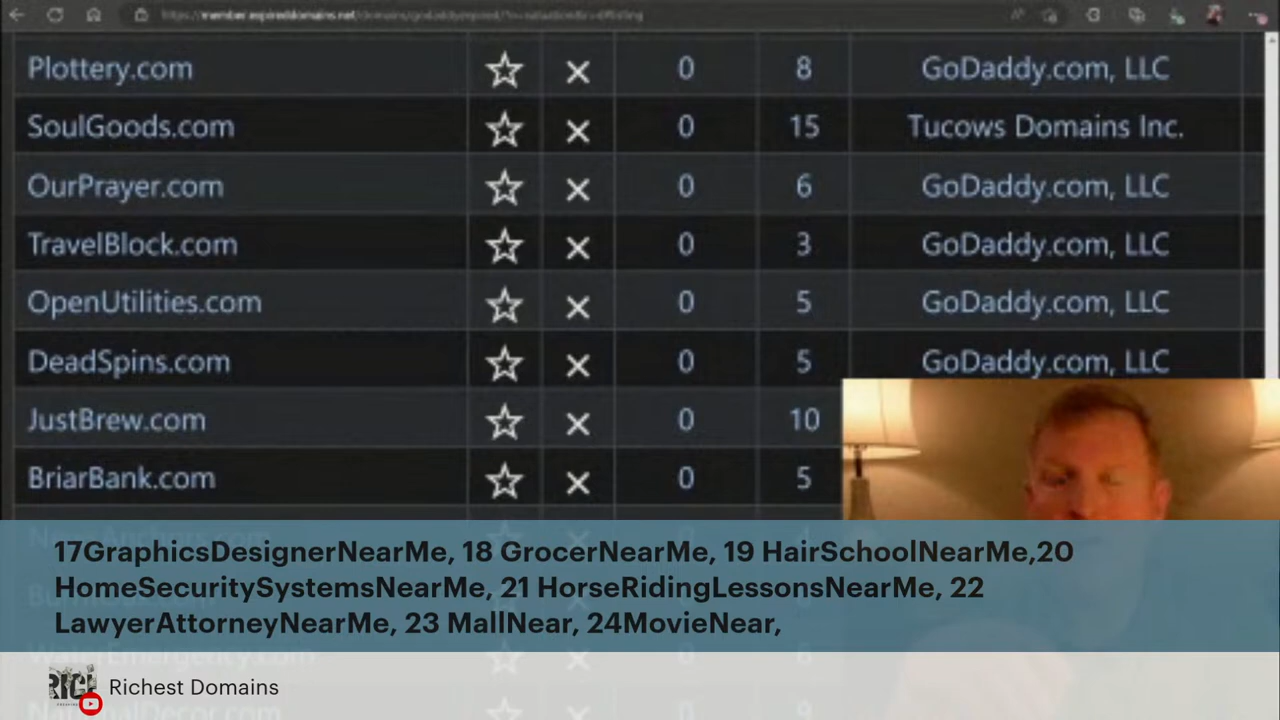 Plottery.com 0 8 GoDaddy.com, LLC
SoulGoods.com 0 15 Tucows Domains Inc.
OurPrayer.com 0 6 GoDaddy.com, LLC
TravelBlock.com 0 3 GoDaddy.com, LLC
OpenUtilities.com 0 5 GoDaddy.com, LLC
DeadSpins.com 0 5 GoDaddy.com, LLC
JustBrew.com 0 10
BriarBank.com 0 5
17GraphicsDesignerNearMe, 18 GrocerNearMe, 19 HairSchoolNearMe,20
HomeSecuritySystemsNearMe, 21 HorseRidingLessonsNearMe, 22
LawyerAttorneyNearMe, 23 MallNear, 24MovieNear,
WaterEmergency.com
Richest Domains